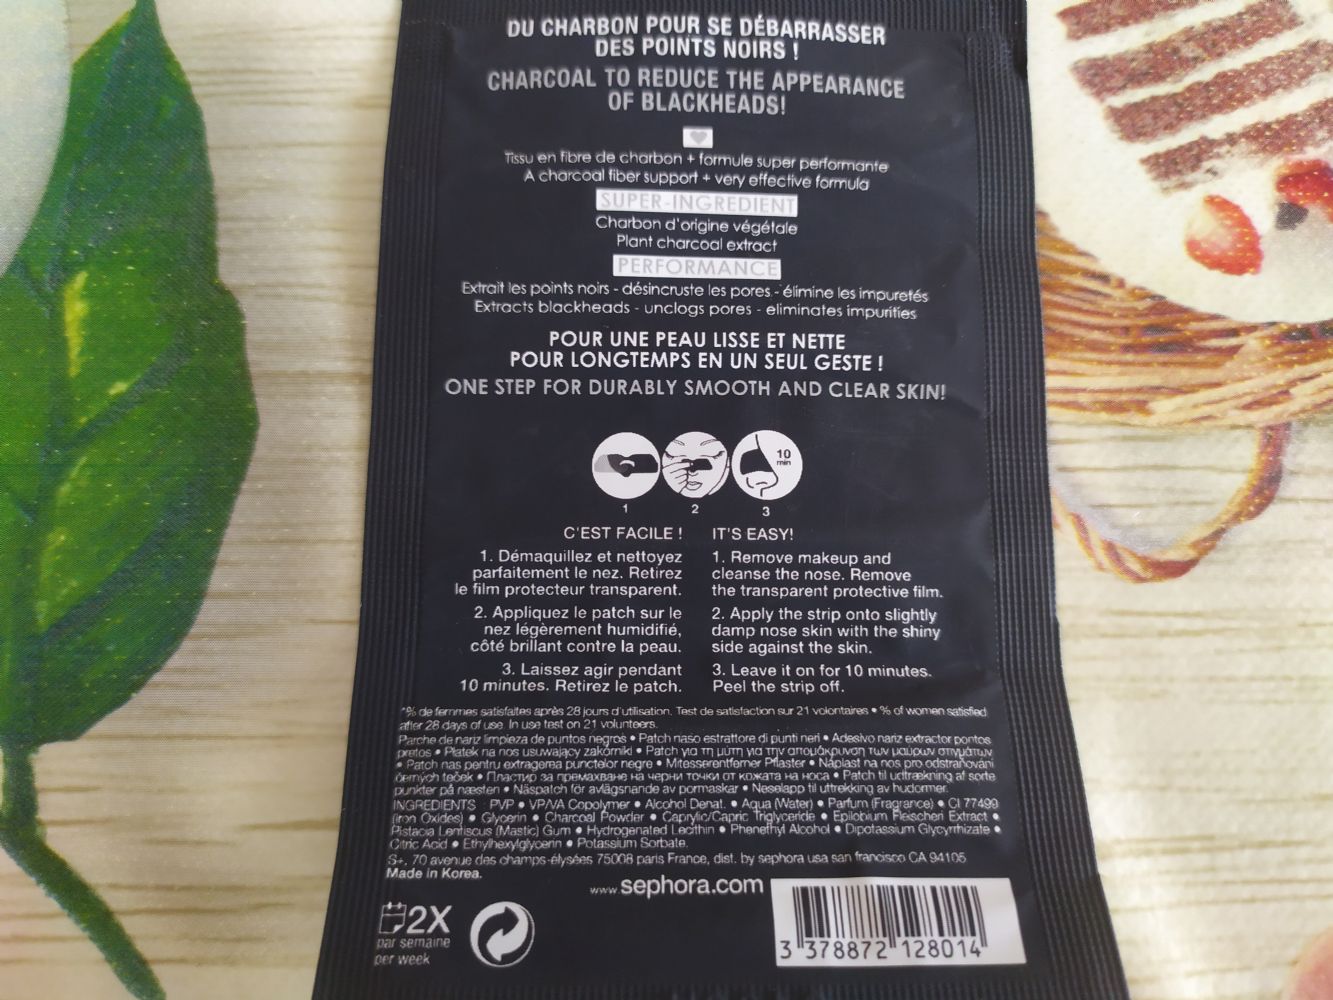 DU CHARBON POUR SE DÉBARRASSER
DES POINTS NOIRS !
CHARCOAL TO REDUCE THE APPEARANCE
OF BLACKHEADS!
Tissu en fibre de charbon + formule super performante
A charcoal fiber support + very effective formula
SUPER-INGREDIENT
Charbon d'origine végétale
Plant charcoal extract
PERFORMANCE
Extrait les points noirs - désincruste les pores - élimine les impuretés
Extracts blackheads - unclogs pores - eliminates impurities
POUR UNE PEAU LISSE ET NETTE
POUR LONGTEMPS EN UN SEUL GESTE !
ONE STEP FOR DURABLY SMOOTH AND CLEAR SKIN!
10
min
1 2 3
C'EST FACILE !
1. Démaquillez et nettoyez
parfaitement le nez. Retirez
le film protecteur transparent.
2. Appliquez le patch sur le
nez légèrement humidifié,
côté brillant contre la peau.
3. Laissez agir pendant
10 minutes. Retirez le patch.
IT'S EASY!
1. Remove makeup and
cleanse the nose. Remove
the transparent protective film.
2. Apply the strip onto slightly
damp nose skin with the shiny
side against the skin.
3. Leave it on for 10 minutes.
Peel the strip off.
*% de femmes satisfaites après 28 jours d'utilisation. Test de satisfaction sur 21 volontaires • % of women satisfied
after 28 days of use. In use test on 21 volunteers.
Parche de nariz limpieza de puntos negros • Patch naso estrattore di punti neri • Adesivo nariz extractor pontos
pretos • Płatek na nos usuwający zaskórniki • Patch για τη μύτη για την απομάκρυνση των μαύρων στιγμάτων
• Patch nas pentru extragerea punctelor negre • Mitesserentferner Pflaster • Náplast na nos pro odstraňování
černých teček • Пластир за премахване на черни точки от кожата на носа • Patch til udtrækning af sorte
punkter på næsten • Näspatch för avlägsnande av pormaskar • Neselapp til uttrekking av hudormer.
INGREDIENTS : PVP • VP/VA Copolymer • Alcohol Denat. • Aqua (Water) • Parfum (Fragrance) • CI 77499
(Iron Oxides) • Glycerin • Charcoal Powder • Caprylic/Capric Triglyceride • Epilobium Fleischeri Extract •
Pistacia Lentiscus (Mastic) Gum • Hydrogenated Lecithin • Phenethyl Alcohol • Dipotassium Glycyrrhizate •
Citric Acid • Ethylhexylglycerin • Potassium Sorbate.
S+, 70 avenue des champs-élysées 75008 paris France, dist. by sephora usa san francisco CA 94105
Made in Korea.
www.sephora.com
2X
par semaine
per week
3 378872 128014